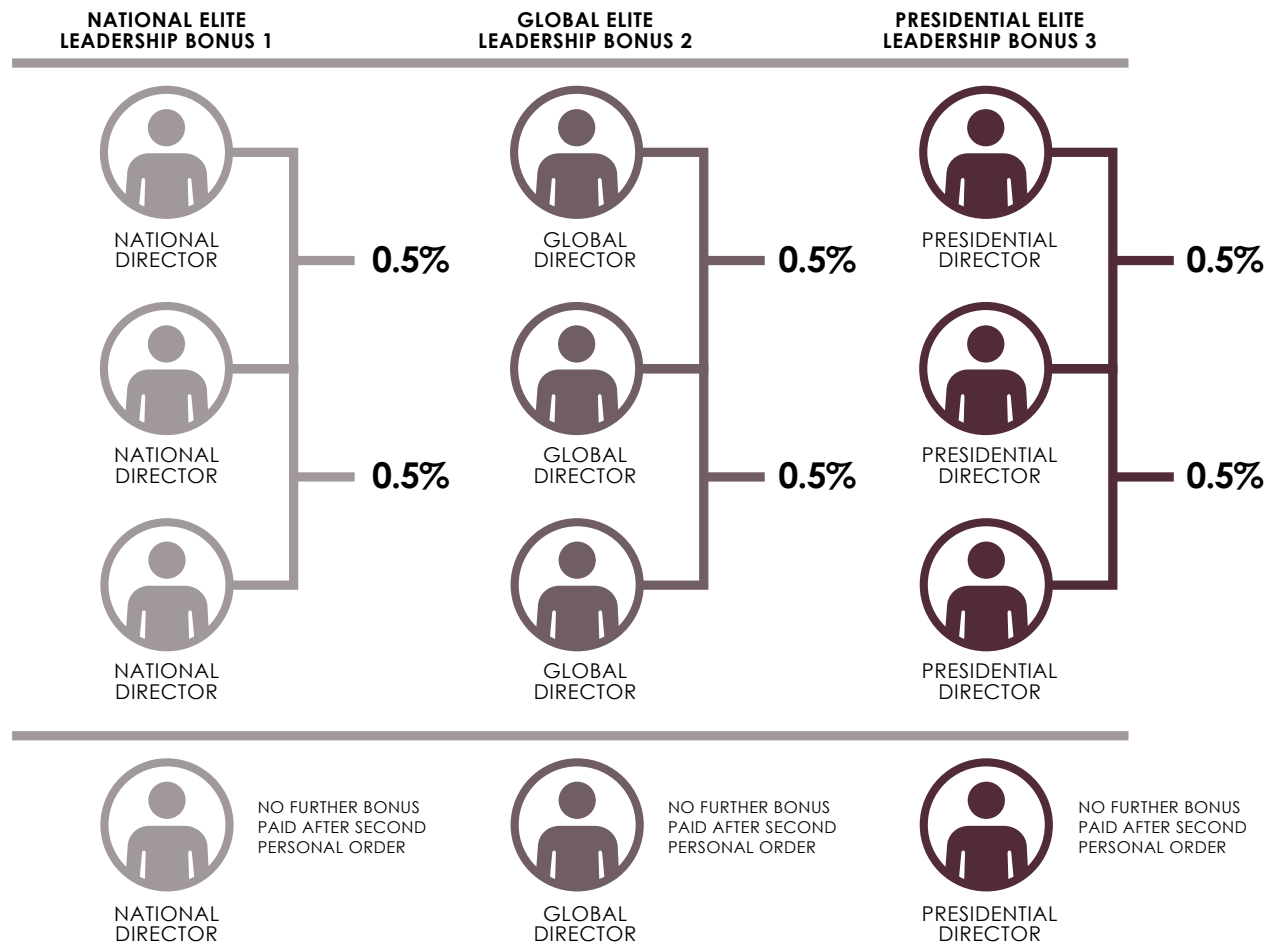 NATIONAL ELITE
LEADERSHIP BONUS 1
GLOBAL ELITE
LEADERSHIP BONUS 2
PRESIDENTIAL ELITE
LEADERSHIP BONUS 3
NATIONAL
DIRECTOR
0.5%
NATIONAL
DIRECTOR
0.5%
NATIONAL
DIRECTOR
GLOBAL
DIRECTOR
0.5%
GLOBAL
DIRECTOR
0.5%
GLOBAL
DIRECTOR
PRESIDENTIAL
DIRECTOR
0.5%
PRESIDENTIAL
DIRECTOR
0.5%
PRESIDENTIAL
DIRECTOR
NO FURTHER BONUS
PAID AFTER SECOND
PERSONAL ORDER
NATIONAL
DIRECTOR
NO FURTHER BONUS
PAID AFTER SECOND
PERSONAL ORDER
GLOBAL
DIRECTOR
NO FURTHER BONUS
PAID AFTER SECOND
PERSONAL ORDER
PRESIDENTIAL
DIRECTOR